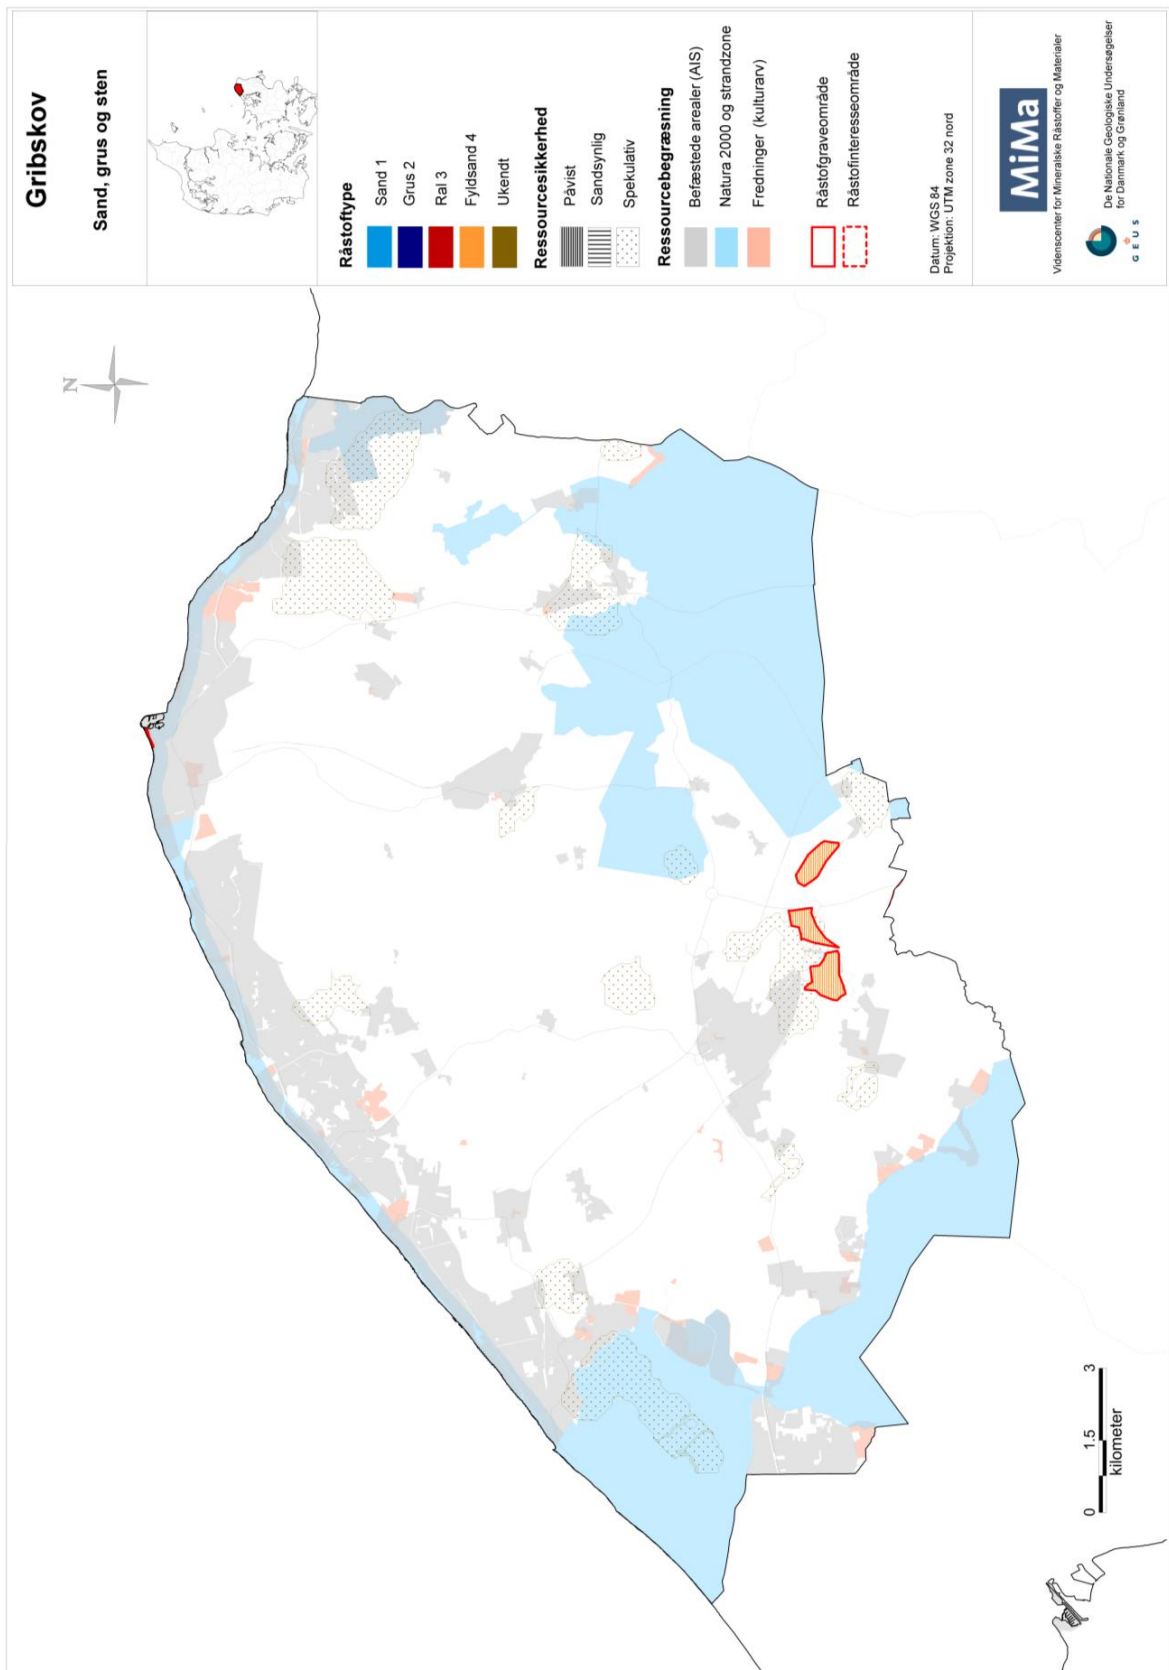 Gribskov
Sand, grus og sten
Råstoftype
Sand 1
Grus 2
Ral 3
Fyldsand 4
Ukendt
Ressourcesikkerhed
Påvist
Sandsynlig
Spekulativ
Ressourcebegræsning
Befæstede arealer (AIS)
Natura 2000 og strandzone
Fredninger (kulturarv)
Råstofgraveområde
Råstofinteresseområde
Datum: WGS 84
Projektion: UTM zone 32 nord
MiMa
Videnscenter for Mineralske Råstoffer og Materialer
De Nationale Geologiske Undersøgelser
for Danmark og Grønland
G E U S
N
0 1.5 3
kilometer